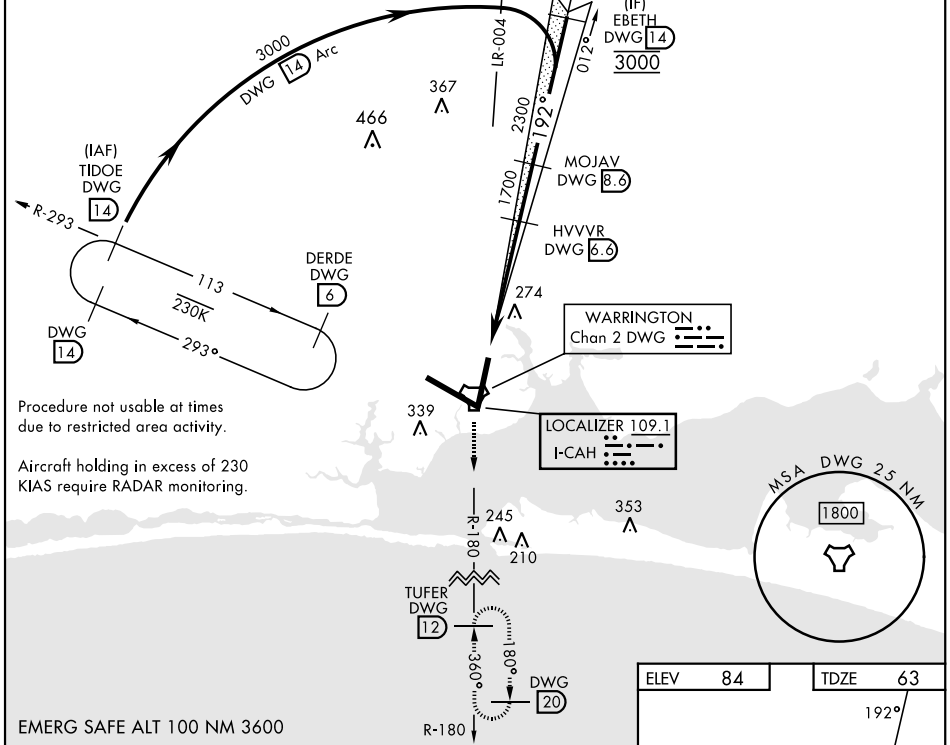 (IF)
EBETH
DWG 14
3000
012°
LR-004
3000
DWG 14 Arc
367
466
2300
192°
1700
MOJAV
DWG 8.6
HVVVR
DWG 6.6
(IAF)
TIDOE
DWG
14
R-293
113
230K
293°
DERDE
DWG
6
DWG
14
274
WARRINGTON
Chan 2 DWG
LOCALIZER 109.1
I-CAH
339
Procedure not usable at times
due to restricted area activity.
Aircraft holding in excess of 230
KIAS require RADAR monitoring.
MSA DWG 25 NM
1800
R-180
245
210
353
TUFER
DWG
12
360°
180°
DWG
20
R-180
EMERG SAFE ALT 100 NM 3600
ELEV 84
TDZE 63
192°